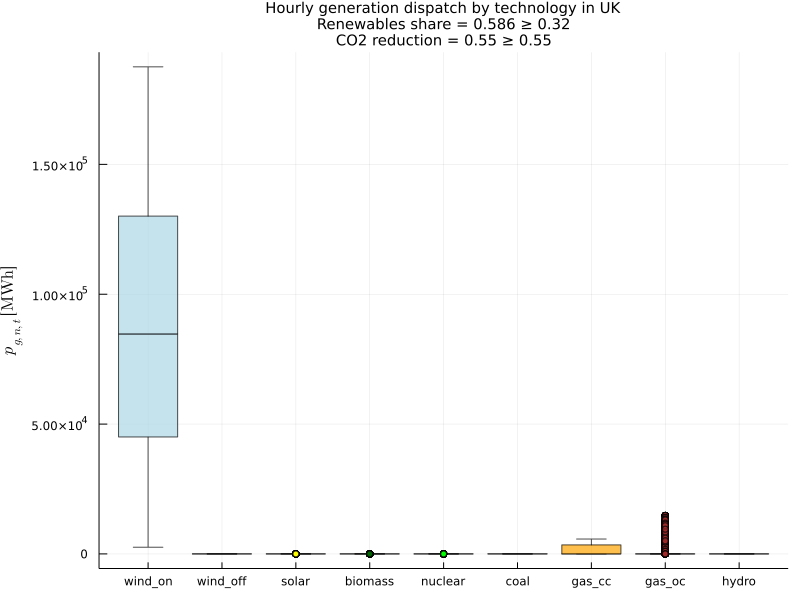 Hourly generation dispatch by technology in UK
Renewables share = 0.586 ≥ 0.32
CO2 reduction = 0.55 ≥ 0.55
p_{g,n,t} [MWh]
1.50×10⁵
1.00×10⁵
5.00×10⁴
0
wind_on wind_off solar biomass nuclear coal gas_cc gas_oc hydro